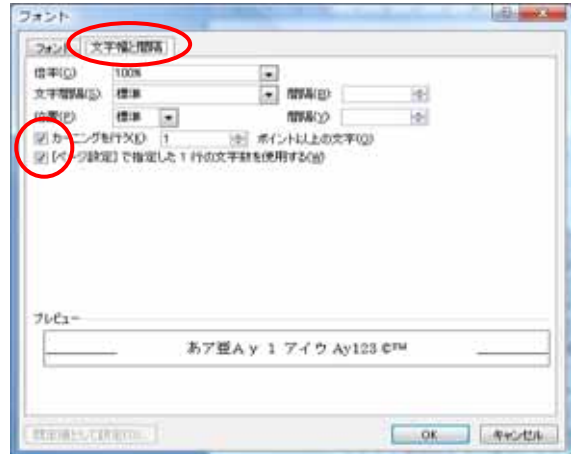 フォント
フォント 文字幅と間隔
倍率(C) 100%
文字間隔(S) 標準 間隔(B)
位置(P) 標準 間隔(Y)
カーニングを行う(K) 1 ポイント以上の文字(O)
[ページ設定]で指定した1行の文字数を使用する(W)
プレビュー
あア亜Ay 1 アイウ Ay123 ©™
OK キャンセル